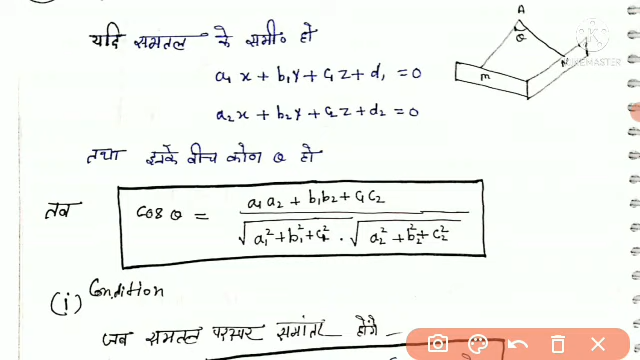 यदि समतल के समी० हो
a₁x + b₁y + c₁z + d₁ = 0
a₂x + b₂y + c₂z + d₂ = 0
तथा इनके बीच कोण θ हो
तब cos θ = a₁a₂ + b₁b₂ + c₁c₂ / √a₁² + b₁² + c₁² · √a₂² + b₂² + c₂²
(i) Condition
जब समतल परस्पर समांतर होंगे
A
θ
M
N
KINEMASTER